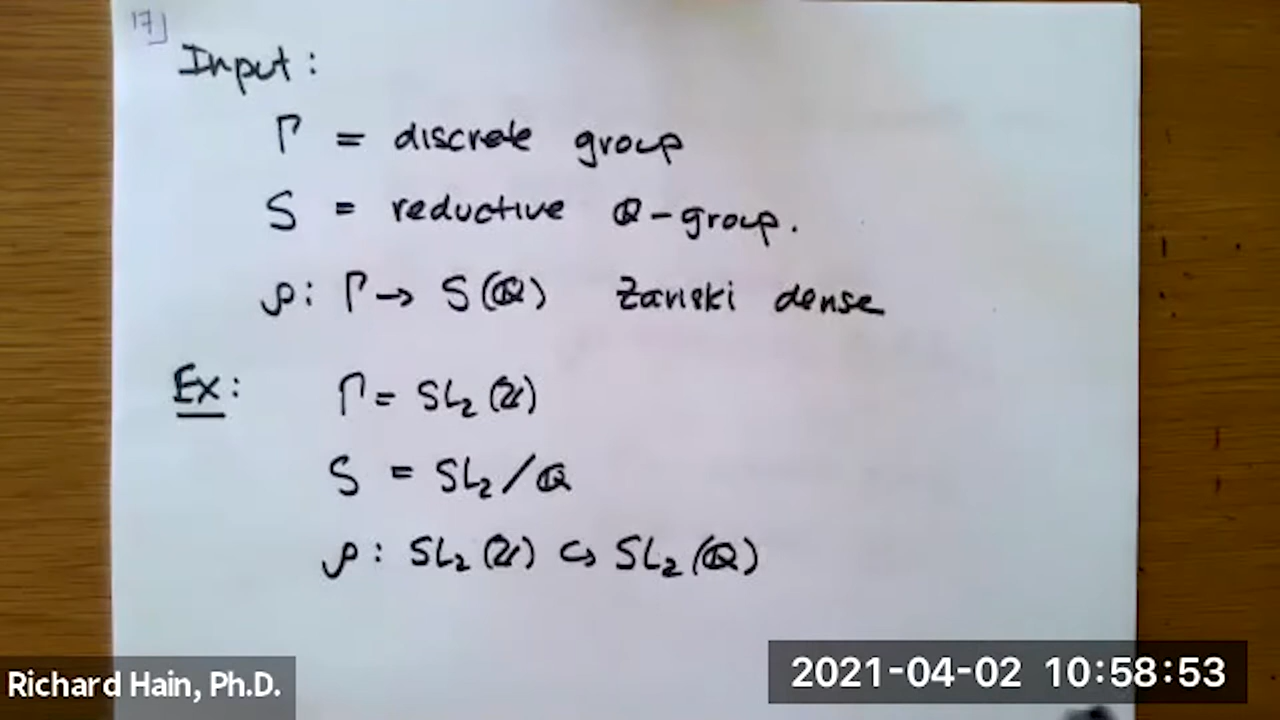 17]
Input:
Γ = discrete group
S = reductive ℚ-group.
ρ: Γ → S(ℚ) Zariski dense
Ex: Γ = SL₂(ℤ)
S = SL₂/ℚ
ρ: SL₂(ℤ) ↪ SL₂(ℚ)
Richard Hain, Ph.D.
2021-04-02 10:58:53